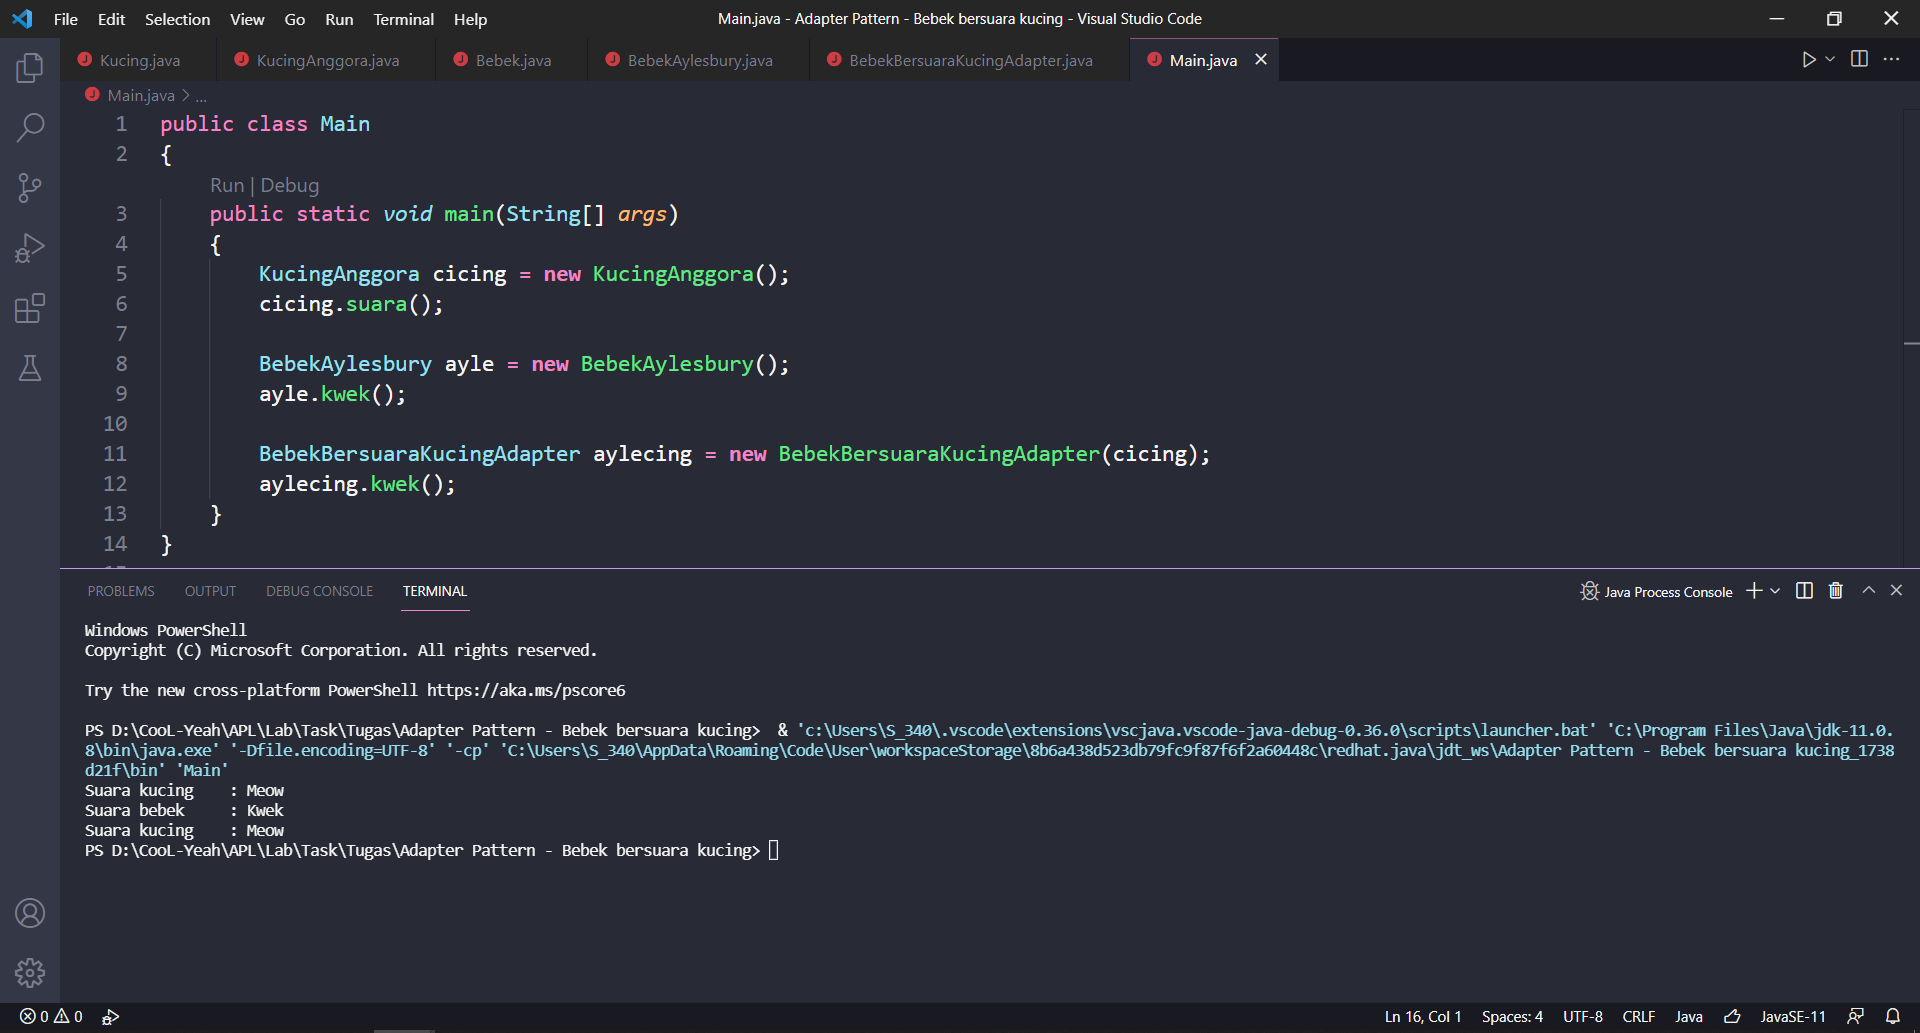 File Edit Selection View Go Run Terminal Help
Main.java - Adapter Pattern - Bebek bersuara kucing - Visual Studio Code
Kucing.java KucingAnggora.java Bebek.java BebekAylesbury.java BebekBersuaraKucingAdapter.java Main.java
Main.java > ...
1 public class Main
2 {
Run | Debug
3 public static void main(String[] args)
4 {
5 KucingAnggora cicing = new KucingAnggora();
6 cicing.suara();
7
8 BebekAylesbury ayle = new BebekAylesbury();
9 ayle.kwek();
10
11 BebekBersuaraKucingAdapter aylecing = new BebekBersuaraKucingAdapter(cicing);
12 aylecing.kwek();
13 }
14 }
PROBLEMS OUTPUT DEBUG CONSOLE TERMINAL
Java Process Console
Windows PowerShell
Copyright (C) Microsoft Corporation. All rights reserved.
Try the new cross-platform PowerShell https://aka.ms/pscore6
PS D:\CooL-Yeah\APL\Lab\Task\Tugas\Adapter Pattern - Bebek bersuara kucing>  & 'c:\Users\S_340\.vscode\extensions\vscjava.vscode-java-debug-0.36.0\scripts\launcher.bat' 'C:\Program Files\Java\jdk-11.0.
8\bin\java.exe' '-Dfile.encoding=UTF-8' '-cp' 'C:\Users\S_340\AppData\Roaming\Code\User\workspaceStorage\8b6a438d523db79fc9f87f6f2a60448c\redhat.java\jdt_ws\Adapter Pattern - Bebek bersuara kucing_1738
d21f\bin' 'Main'
Suara kucing    : Meow
Suara bebek     : Kwek
Suara kucing    : Meow
PS D:\CooL-Yeah\APL\Lab\Task\Tugas\Adapter Pattern - Bebek bersuara kucing>
0 0
Ln 16, Col 1 Spaces: 4 UTF-8 CRLF Java JavaSE-11